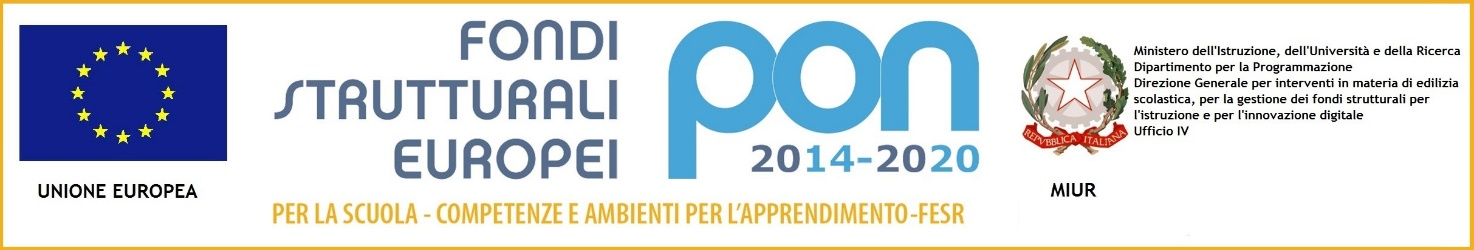 UNIONE EUROPEA
FONDI
STRUTTURALI
EUROPEI
pon
2014-2020
PER LA SCUOLA - COMPETENZE E AMBIENTI PER L'APPRENDIMENTO-FESR
REPVBBLICA ITALIANA
MIUR
Ministero dell'Istruzione, dell'Università e della Ricerca
Dipartimento per la Programmazione
Direzione Generale per interventi in materia di edilizia
scolastica, per la gestione dei fondi strutturali per
l'istruzione e per l'innovazione digitale
Ufficio IV